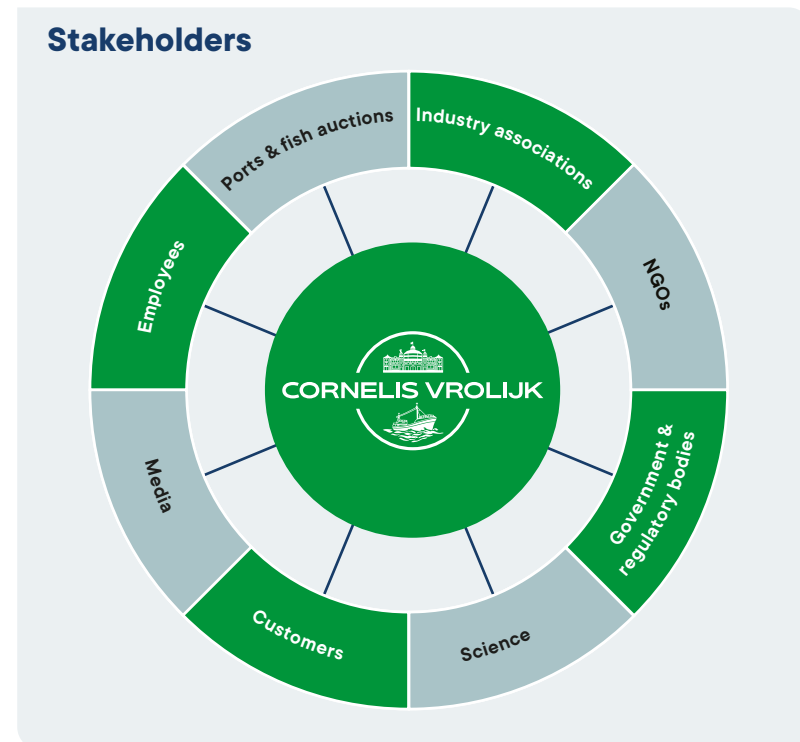 Stakeholders
Ports & fish auctions
Industry associations
NGOs
Government &
regulatory bodies
Science
Customers
Media
Employees
CORNELIS VROLIJK